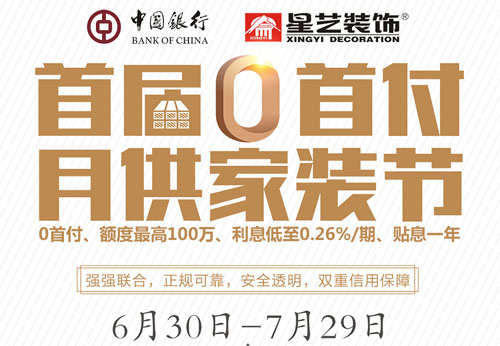 中国银行 星艺装饰®
BANK OF CHINA XINGYI XINGYI DECORATION
首届0首付
月供家装节
0首付、额度最高100万、利息低至0.26%/期、贴息一年
强强联合，正规可靠，安全透明，双重信用保障
6月30日-7月29日